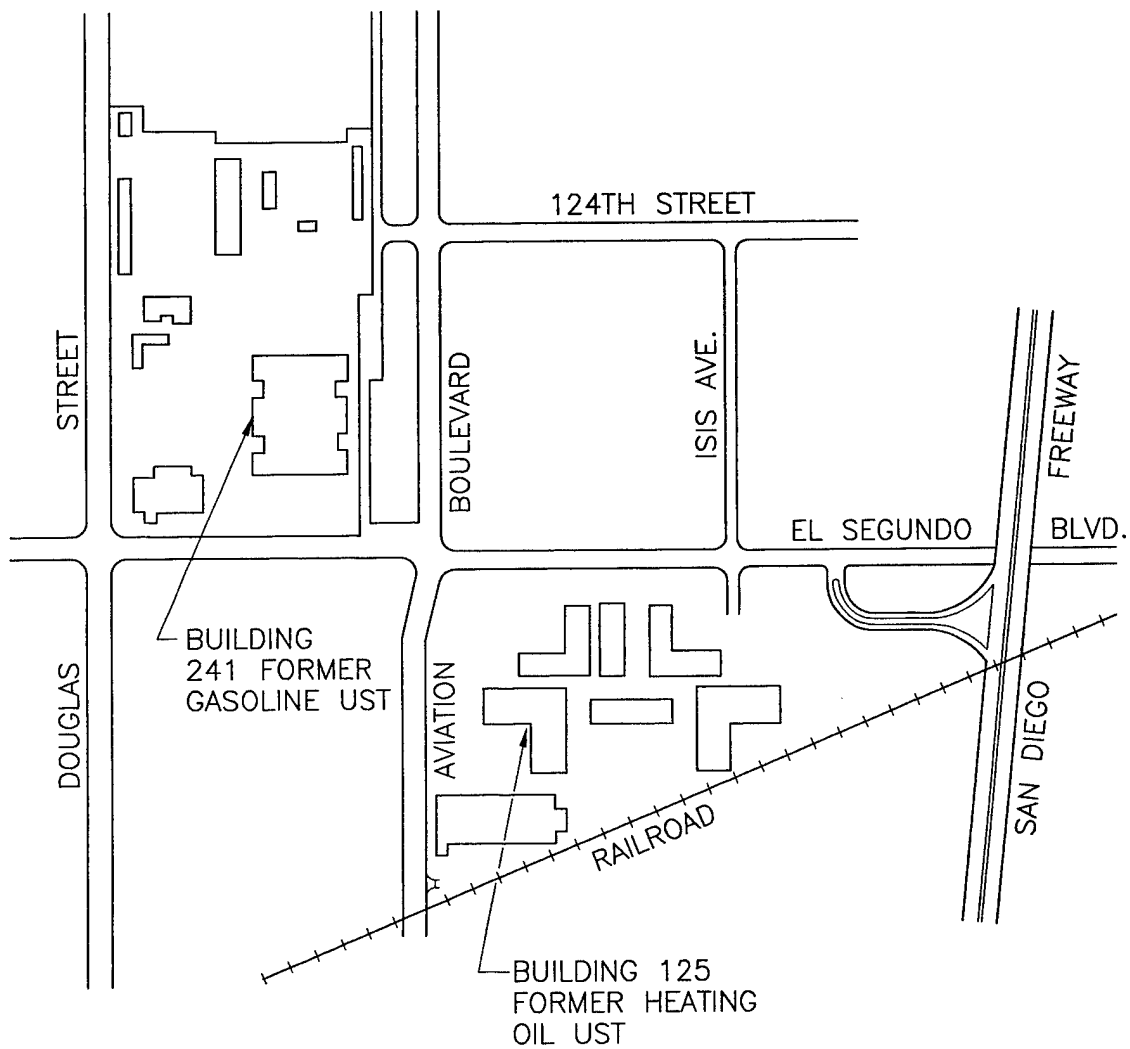 124TH STREET
STREET
BOULEVARD
ISIS AVE.
FREEWAY
EL SEGUNDO BLVD.
BUILDING
241 FORMER
GASOLINE UST
DOUGLAS
AVIATION
SAN DIEGO
RAILROAD
BUILDING 125
FORMER HEATING
OIL UST